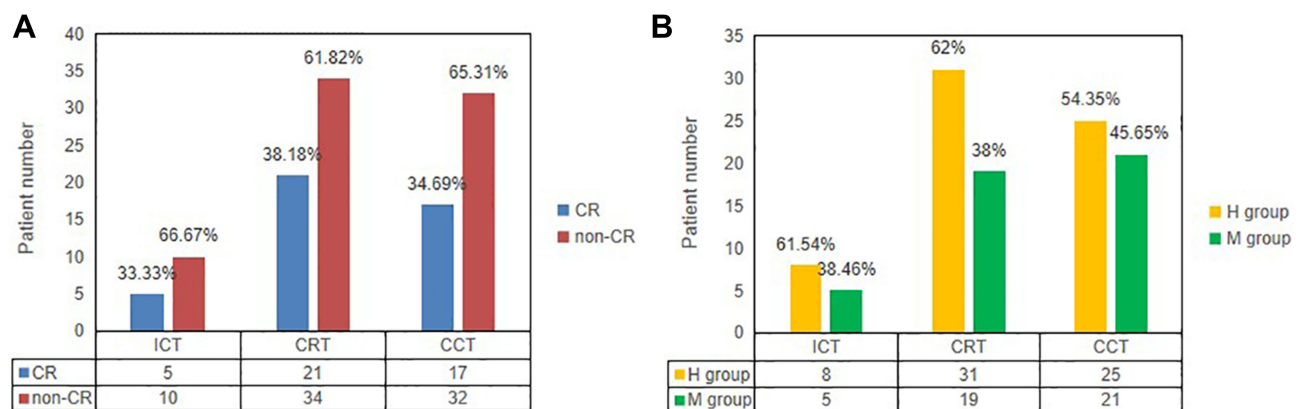 A
40
35
30
25
20
15
10
5
0
Patient number
33.33%
66.67%
38.18%
61.82%
34.69%
65.31%
CR
non-CR
ICT CRT CCT
CR 5 21 17
non-CR 10 34 32
B
35
30
25
20
15
10
5
0
Patient number
61.54%
38.46%
62%
38%
54.35%
45.65%
H group
M group
ICT CRT CCT
H group 8 31 25
M group 5 19 21